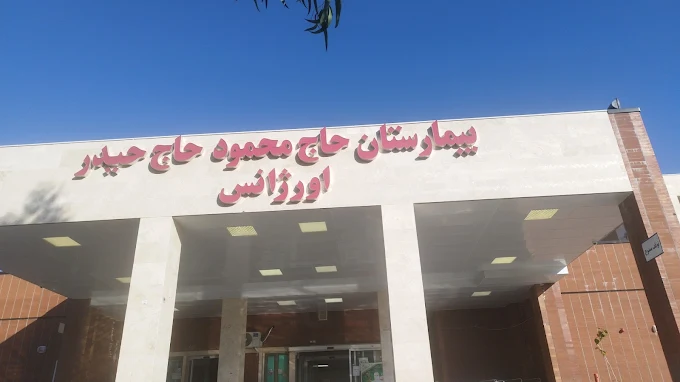 بیمارستان حاج محمود حاج حیدر
اورژانس